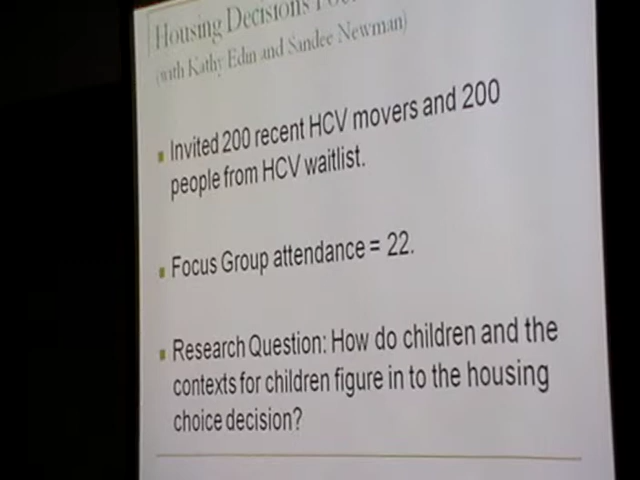 Housing Decisions
(with Kathy Edin and Sandee Newman)
Invited 200 recent HCV movers and 200
people from HCV waitlist.
Focus Group attendance = 22.
Research Question: How do children and the
contexts for children figure in to the housing
choice decision?